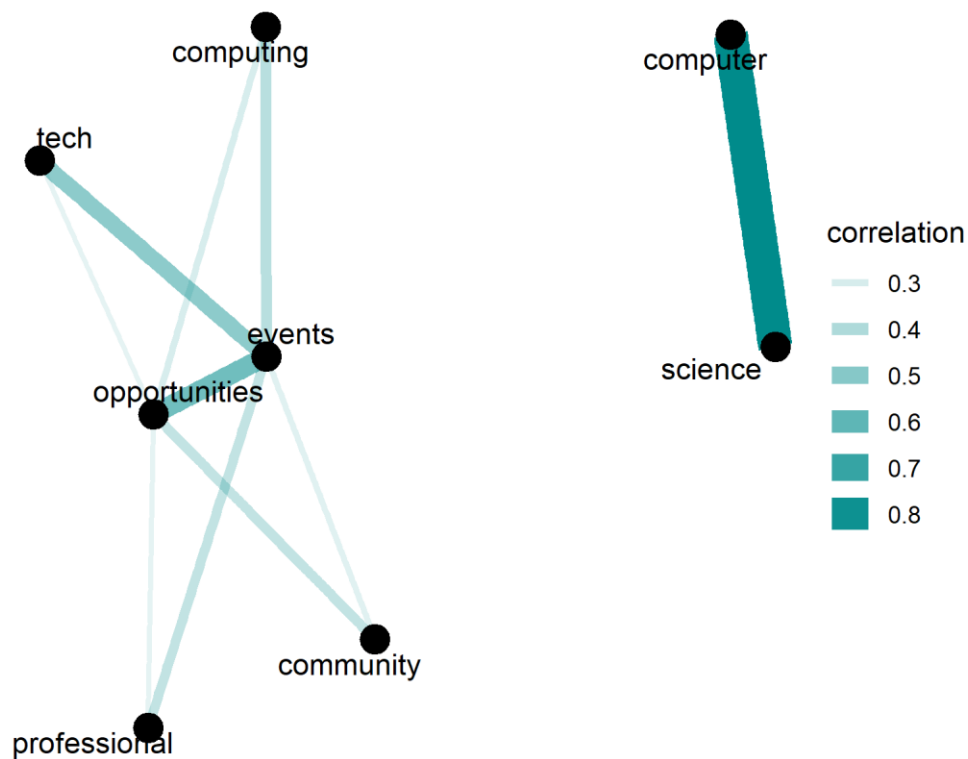 computing
computer
tech
correlation
0.3
events
0.4
science
0.5
opportunities
0.6
0.7
0.8
community
professional